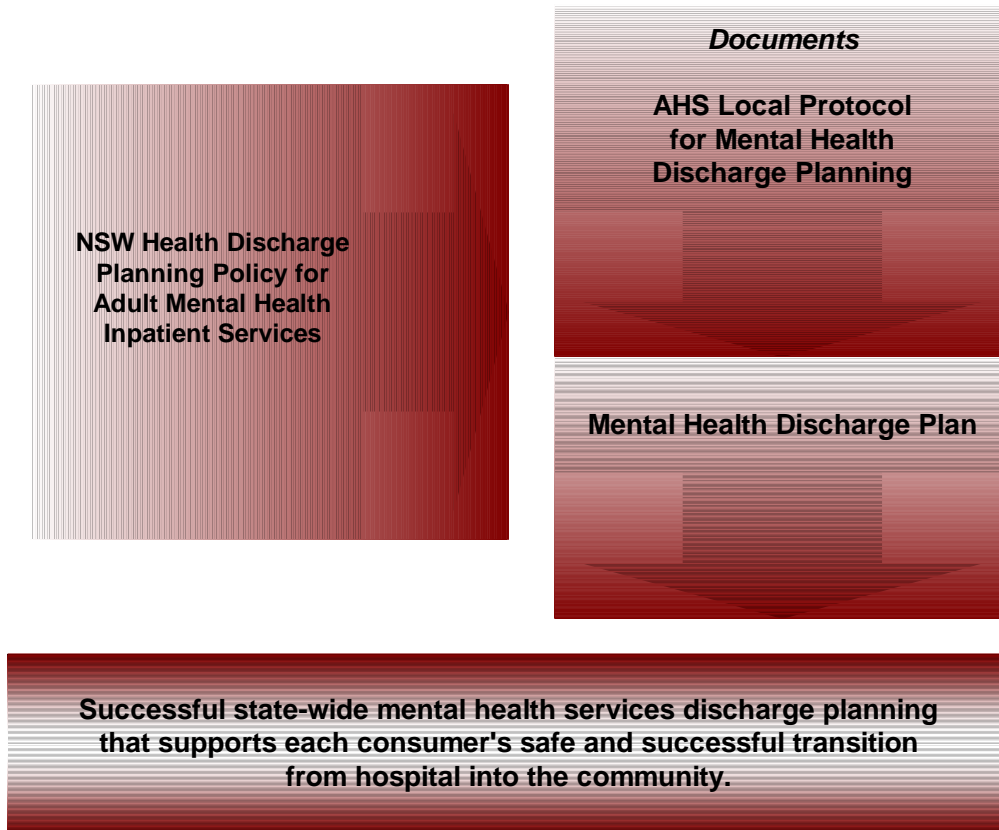 NSW Health Discharge
Planning Policy for
Adult Mental Health
Inpatient Services
Documents
AHS Local Protocol
for Mental Health
Discharge Planning
Mental Health Discharge Plan
Successful state-wide mental health services discharge planning
that supports each consumer's safe and successful transition
from hospital into the community.